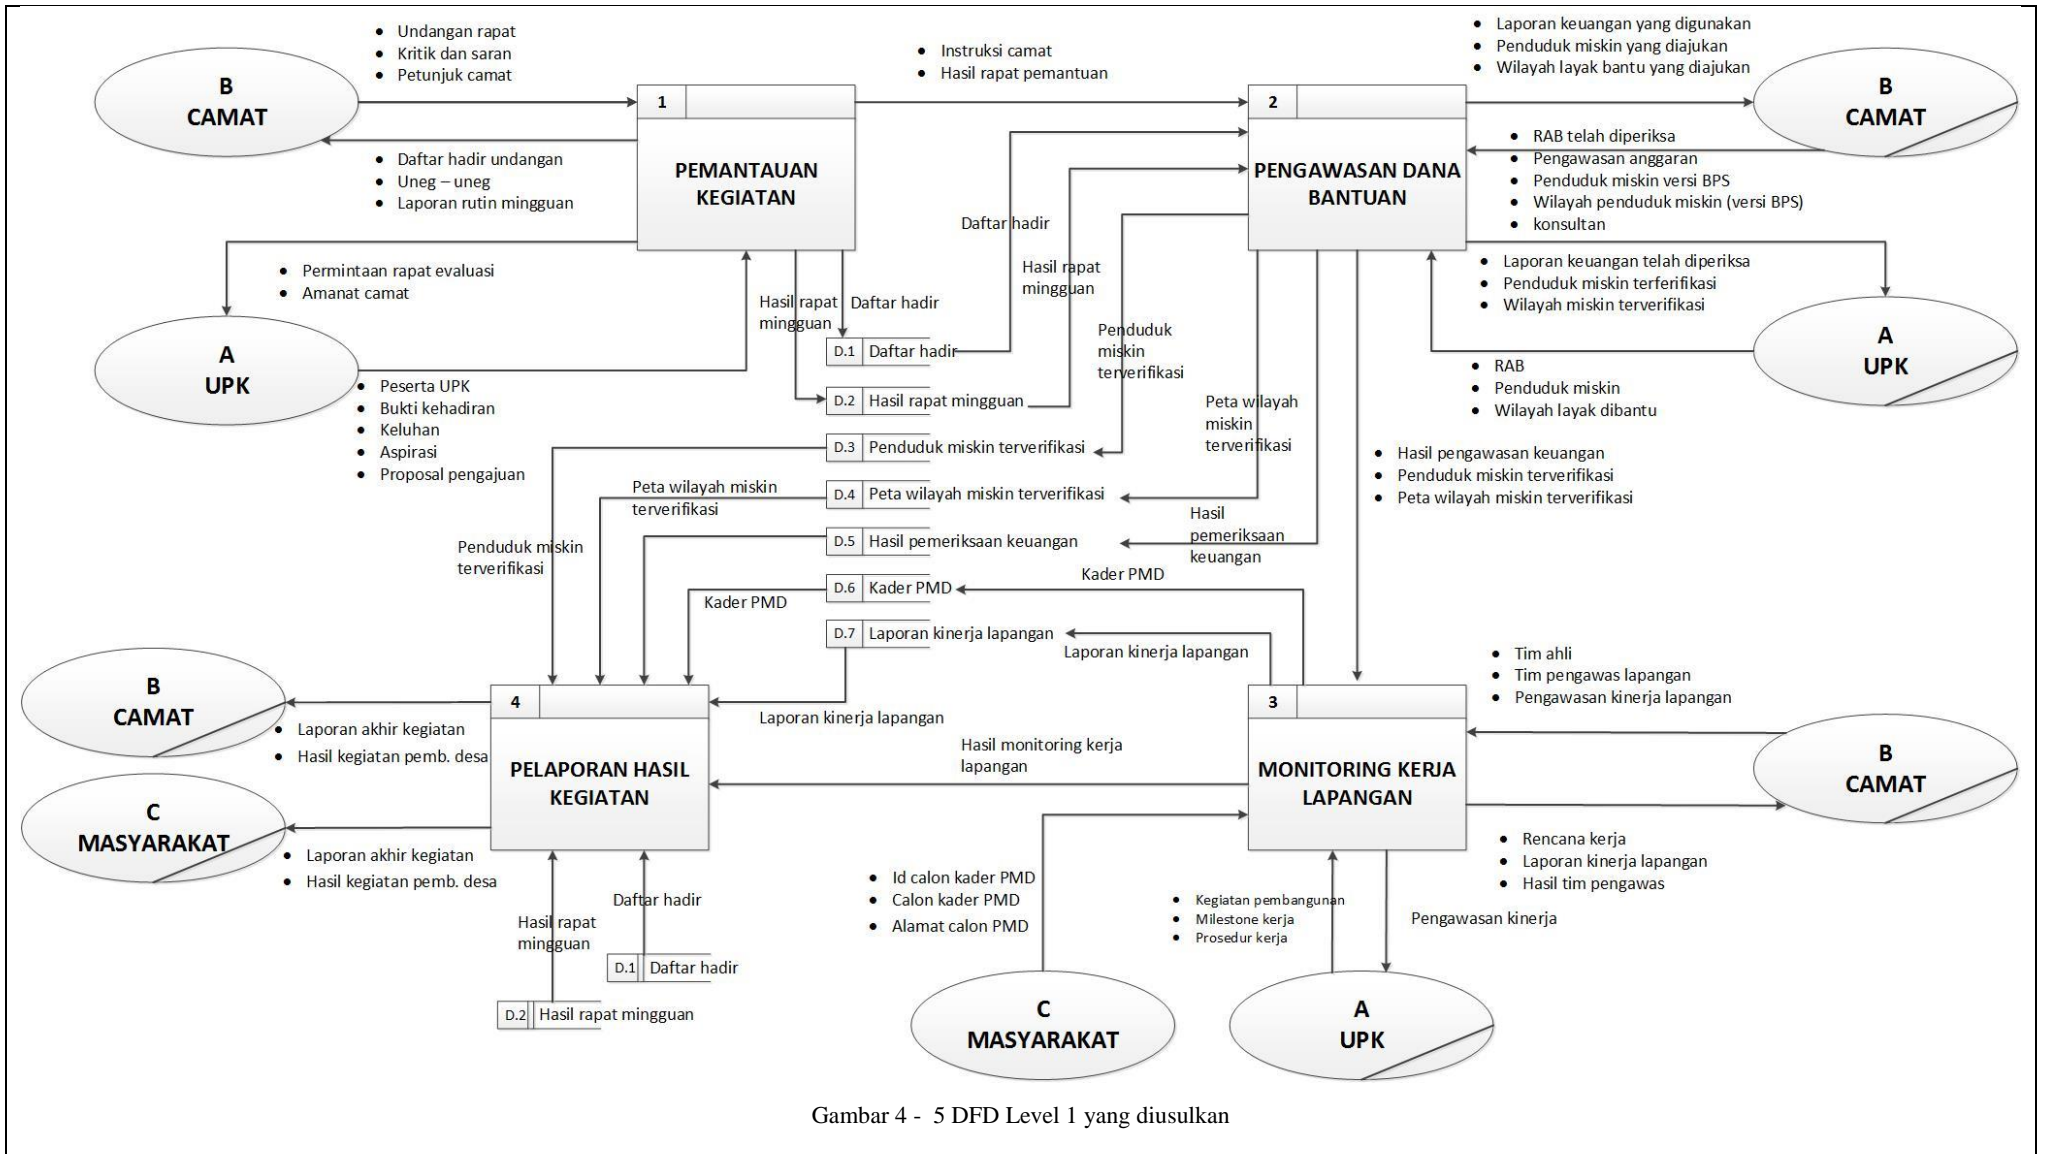 Undangan rapat
Kritik dan saran
Petunjuk camat
B
CAMAT
Daftar hadir undangan
Uneg – uneg
Laporan rutin mingguan
1
PEMANTAUAN
KEGIATAN
Instruksi camat
Hasil rapat pemantuan
2
PENGAWASAN DANA
BANTUAN
Laporan keuangan yang digunakan
Penduduk miskin yang diajukan
Wilayah layak bantu yang diajukan
B
CAMAT
RAB telah diperiksa
Pengawasan anggaran
Penduduk miskin versi BPS
Wilayah penduduk miskin (versi BPS)
konsultan
Permintaan rapat evaluasi
Amanat camat
A
UPK
Peserta UPK
Bukti kehadiran
Keluhan
Aspirasi
Proposal pengajuan
Hasil rapat
mingguan
Daftar hadir
Daftar hadir
Hasil rapat
mingguan
Penduduk
miskin
terverifikasi
Peta wilayah
miskin
terverifikasi
Laporan keuangan telah diperiksa
Penduduk miskin terferifikasi
Wilayah miskin terverifikasi
A
UPK
RAB
Penduduk miskin
Wilayah layak dibantu
D.1 Daftar hadir
D.2 Hasil rapat mingguan
D.3 Penduduk miskin terverifikasi
D.4 Peta wilayah miskin terverifikasi
D.5 Hasil pemeriksaan keuangan
D.6 Kader PMD
D.7 Laporan kinerja lapangan
Hasil pengawasan keuangan
Penduduk miskin terverifikasi
Peta wilayah miskin terverifikasi
Peta wilayah miskin
terverifikasi
Penduduk miskin
terverifikasi
Hasil
pemeriksaan
keuangan
Kader PMD
Kader PMD
Laporan kinerja lapangan
Laporan kinerja lapangan
B
CAMAT
Laporan akhir kegiatan
Hasil kegiatan pemb. desa
C
MASYARAKAT
Laporan akhir kegiatan
Hasil kegiatan pemb. desa
4
PELAPORAN HASIL
KEGIATAN
Hasil monitoring kerja
lapangan
3
MONITORING KERJA
LAPANGAN
Tim ahli
Tim pengawas lapangan
Pengawasan kinerja lapangan
B
CAMAT
Rencana kerja
Laporan kinerja lapangan
Hasil tim pengawas
Hasil rapat
mingguan
Daftar hadir
D.1 Daftar hadir
D.2 Hasil rapat mingguan
Id calon kader PMD
Calon kader PMD
Alamat calon PMD
Kegiatan pembangunan
Milestone kerja
Prosedur kerja
Pengawasan kinerja
C
MASYARAKAT
A
UPK
Gambar 4 - 5 DFD Level 1 yang diusulkan